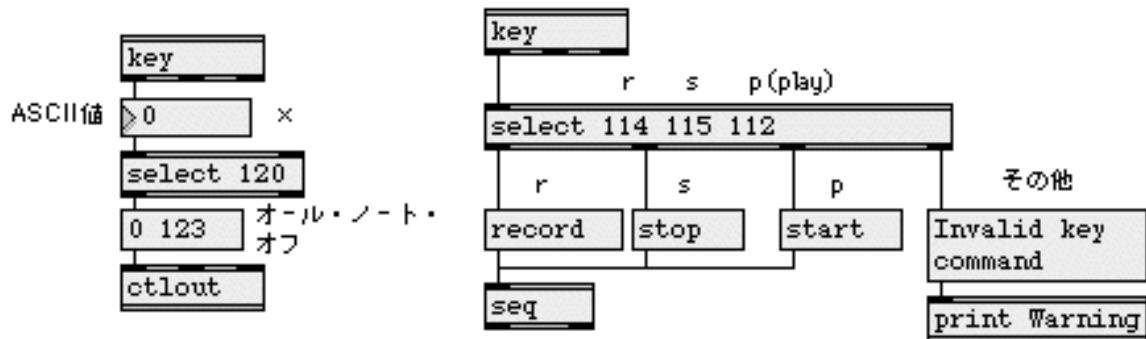 key
ASCII値
0
×
select 120
0 123
オール・ノート・
オフ
ctlout
key
r s p(play)
select 114 115 112
r s p その他
record
stop
start
Invalid key
command
seq
print Warning